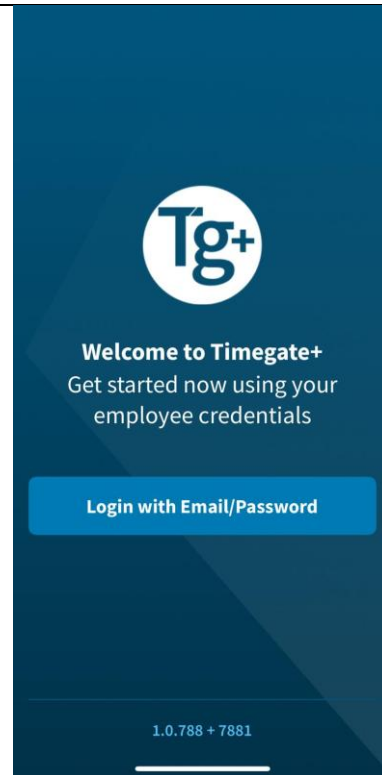 Tg+
Welcome to Timegate+
Get started now using your
employee credentials
Login with Email/Password
1.0.788 + 7881